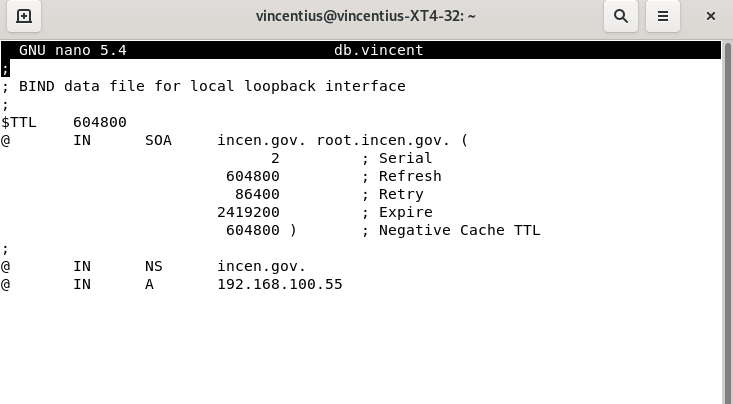 vincentius@vincentius-XT4-32: ~
GNU nano 5.4                       db.vincent
;
; BIND data file for local loopback interface
;
$TTL    604800
@       IN      SOA     incen.gov. root.incen.gov. (
                              2         ; Serial
                         604800         ; Refresh
                          86400         ; Retry
                        2419200         ; Expire
                         604800 )       ; Negative Cache TTL
;
@       IN      NS      incen.gov.
@       IN      A       192.168.100.55